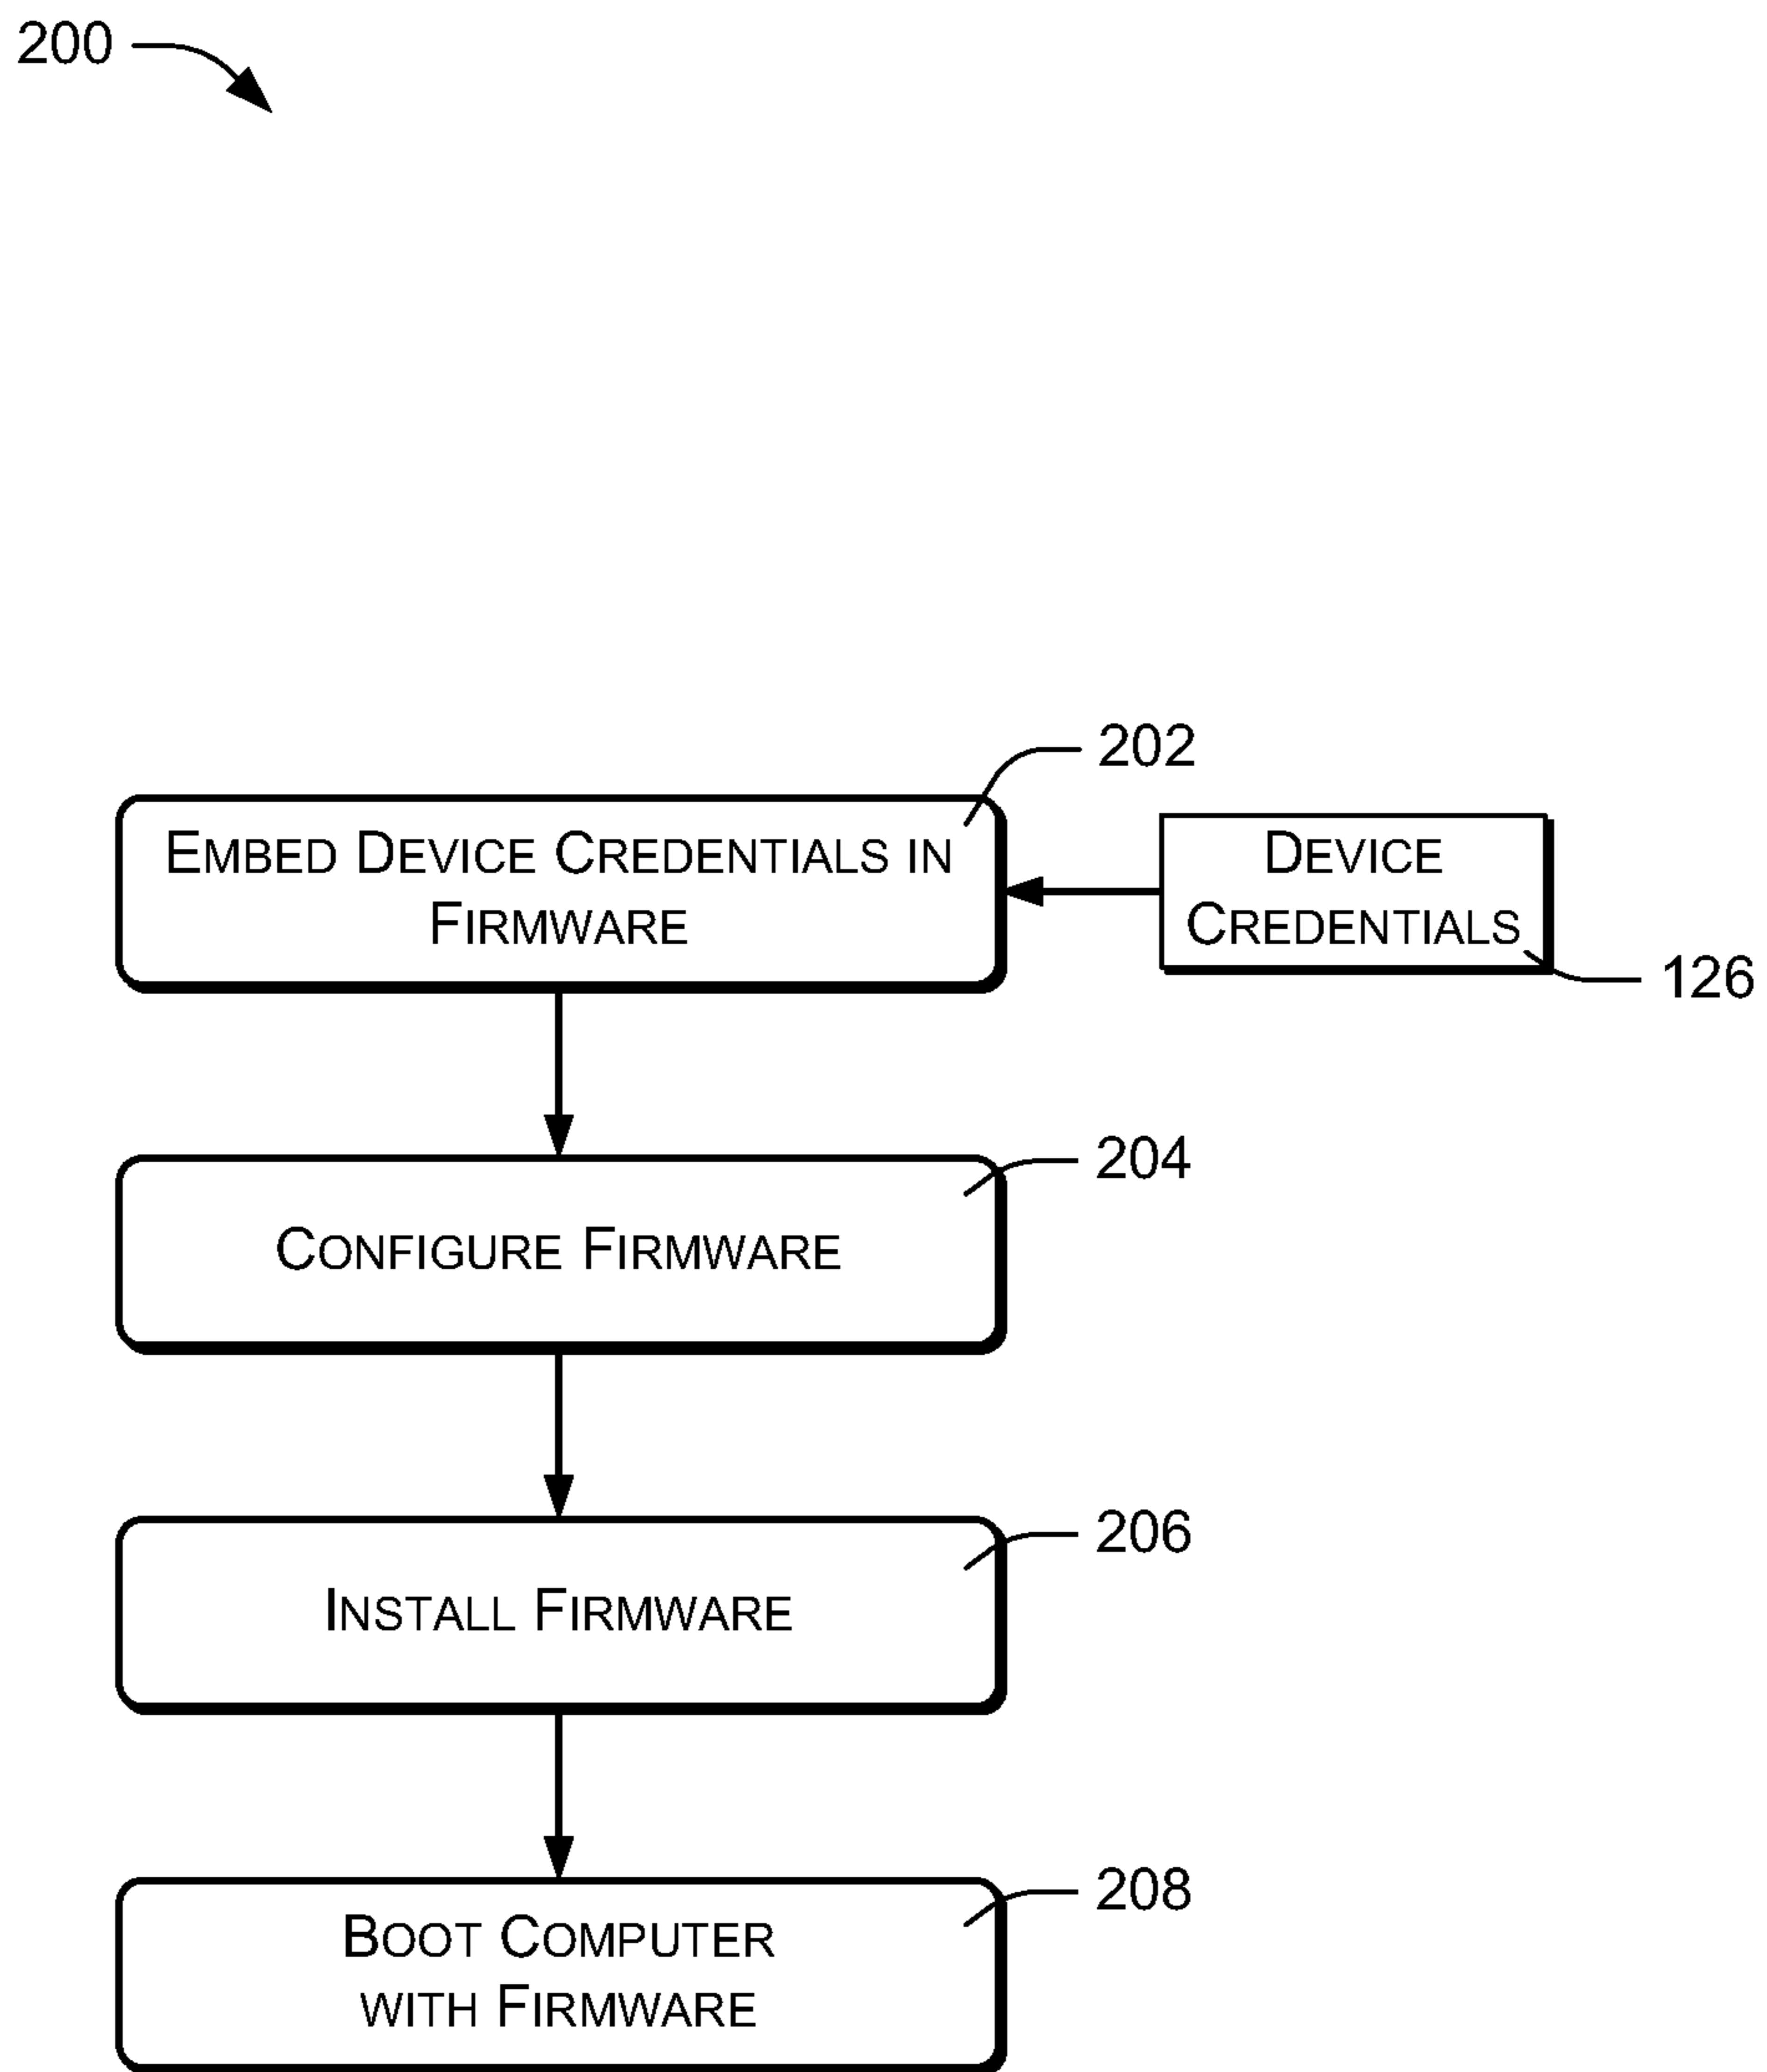 200
202
EMBED DEVICE CREDENTIALS IN
FIRMWARE
DEVICE
CREDENTIALS
126
204
CONFIGURE FIRMWARE
206
INSTALL FIRMWARE
208
BOOT COMPUTER
WITH FIRMWARE